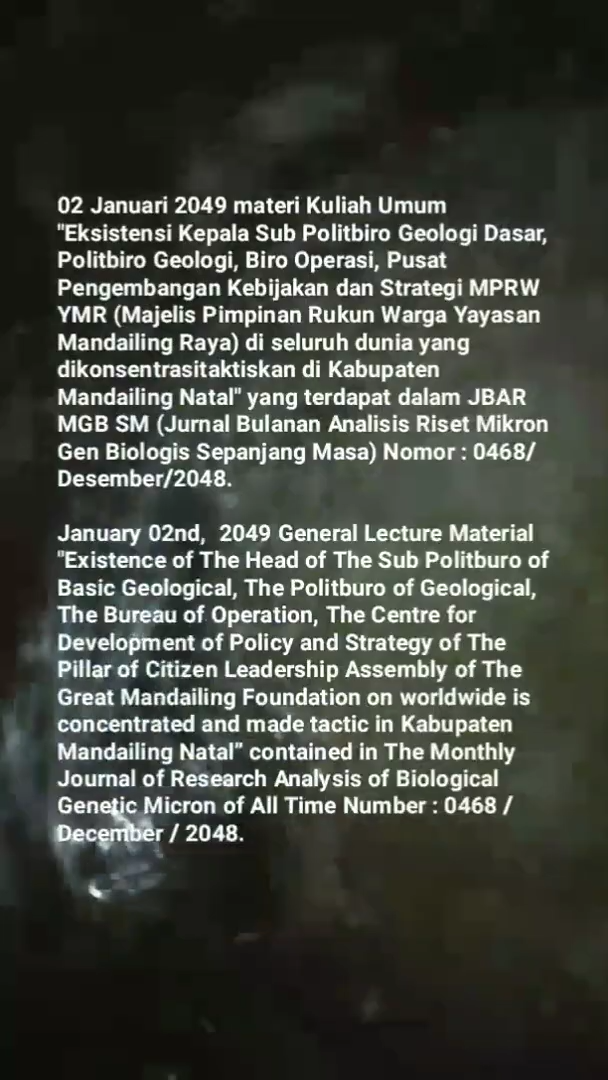 02 Januari 2049 materi Kuliah Umum
"Eksistensi Kepala Sub Politbiro Geologi Dasar,
Politbiro Geologi, Biro Operasi, Pusat
Pengembangan Kebijakan dan Strategi MPRW
YMR (Majelis Pimpinan Rukun Warga Yayasan
Mandailing Raya) di seluruh dunia yang
dikonsentrasitaktiskan di Kabupaten
Mandailing Natal" yang terdapat dalam JBAR
MGB SM (Jurnal Bulanan Analisis Riset Mikron
Gen Biologis Sepanjang Masa) Nomor : 0468/
Desember/2048.
January 02nd,  2049 General Lecture Material
"Existence of The Head of The Sub Politburo of
Basic Geological, The Politburo of Geological,
The Bureau of Operation, The Centre for
Development of Policy and Strategy of The
Pillar of Citizen Leadership Assembly of The
Great Mandailing Foundation on worldwide is
concentrated and made tactic in Kabupaten
Mandailing Natal" contained in The Monthly
Journal of Research Analysis of Biological
Genetic Micron of All Time Number : 0468 /
December / 2048.